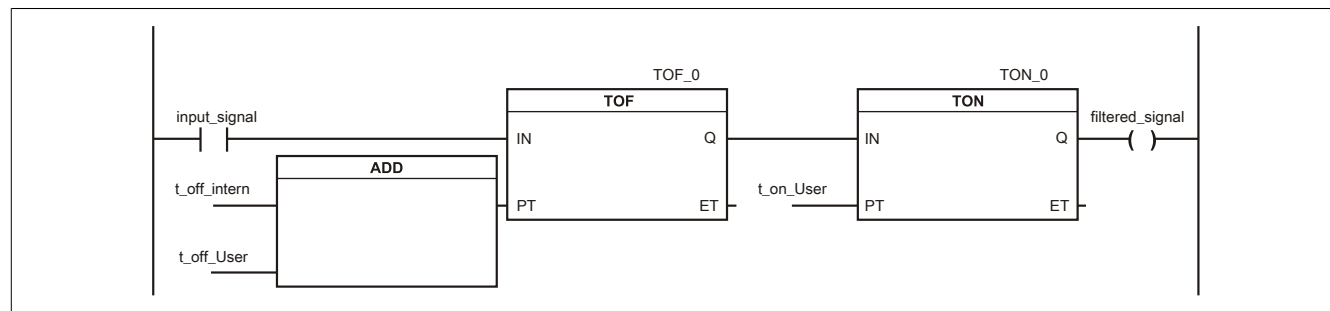 TOF_0 TON_0
TOF TON
input_signal filtered_signal
IN Q IN Q
ADD
t_off_intern PT ET t_on_User PT ET
t_off_User